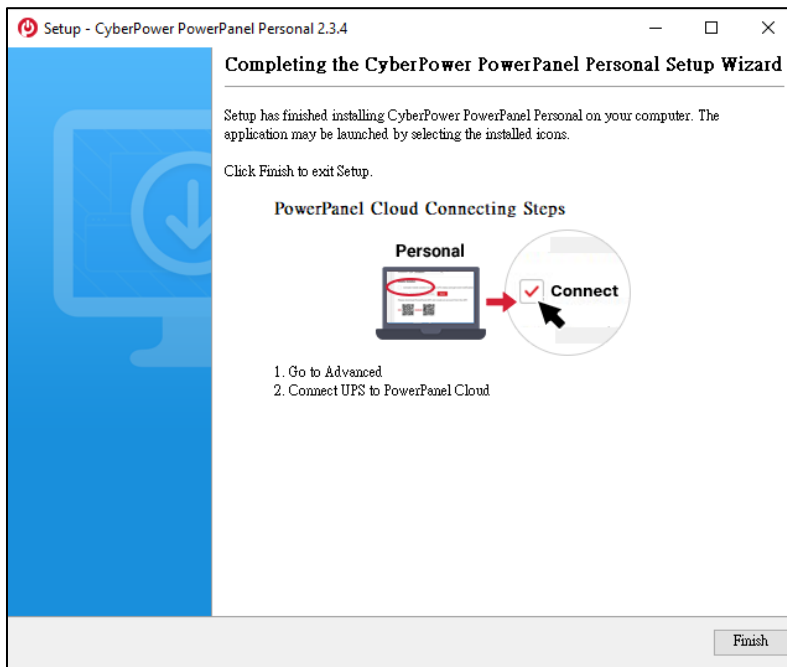 Setup - CyberPower PowerPanel Personal 2.3.4
Completing the CyberPower PowerPanel Personal Setup Wizard
Setup has finished installing CyberPower PowerPanel Personal on your computer. The
application may be launched by selecting the installed icons.
Click Finish to exit Setup.
PowerPanel Cloud Connecting Steps
Personal
Connect
1. Go to Advanced
2. Connect UPS to PowerPanel Cloud
Finish